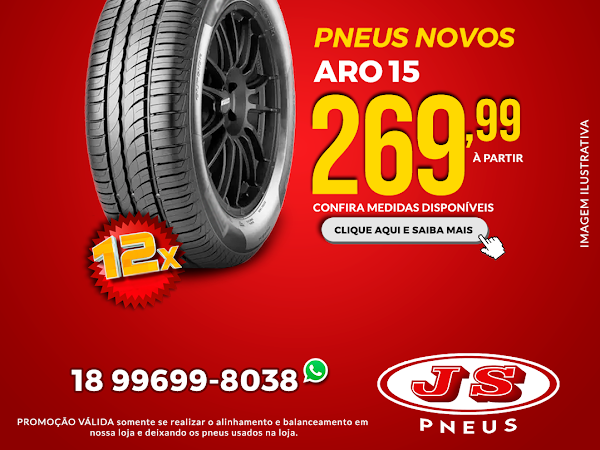 PNEUS NOVOS
ARO 15
269,99
À PARTIR
CONFIRA MEDIDAS DISPONÍVEIS
CLIQUE AQUI E SAIBA MAIS
IMAGEM ILUSTRATIVA
12x
18 99699-8038
JS
PNEUS
PROMOÇÃO VÁLIDA somente se realizar o alinhamento e balanceamento em
nossa loja e deixando os pneus usados na loja.